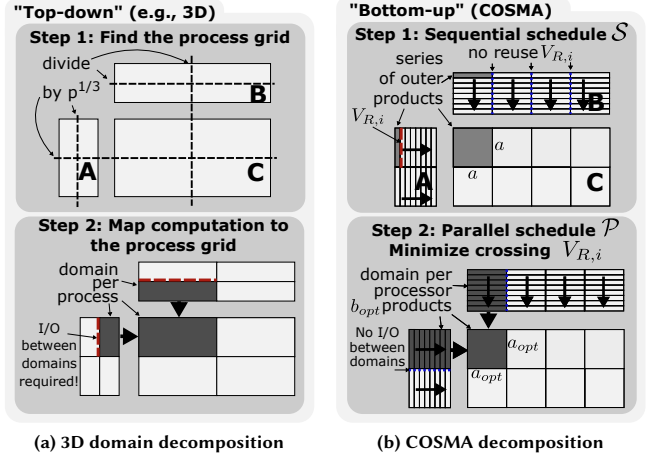 "Top-down" (e.g., 3D)
Step 1: Find the process grid
divide
by p^{1/3}
B
A
C
Step 2: Map computation to
the process grid
domain
per
process
I/O
between
domains
required!
(a) 3D domain decomposition
"Bottom-up" (COSMA)
Step 1: Sequential schedule 𝒮
no reuse V_{R,i}
series
of outer
products
V_{R,i}
B
a
a
A
C
Step 2: Parallel schedule 𝒫
Minimize crossing V_{R,i}
domain per
processor
b_{opt} products
No I/O
between
domains
a_{opt}
a_{opt}
(b) COSMA decomposition